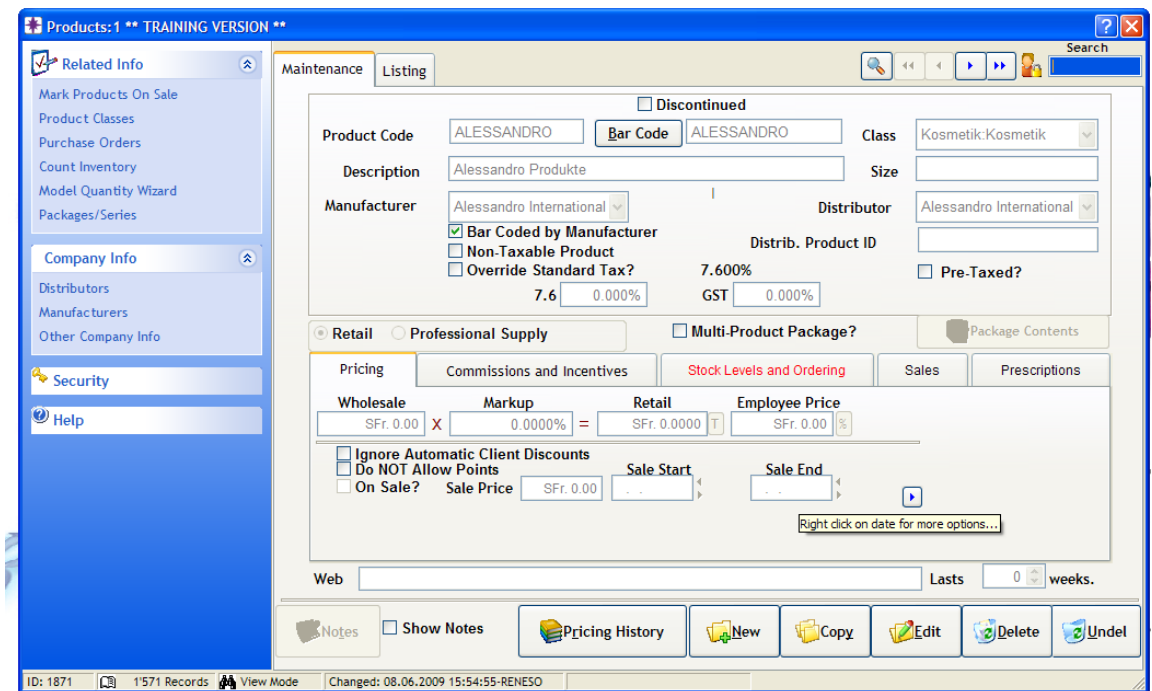 Products:1 ** TRAINING VERSION **
Search
Related Info
Mark Products On Sale
Product Classes
Purchase Orders
Count Inventory
Model Quantity Wizard
Packages/Series
Company Info
Distributors
Manufacturers
Other Company Info
Security
Help
Maintenance Listing
Discontinued
Product Code ALESSANDRO Bar Code ALESSANDRO Class Kosmetik:Kosmetik
Description Alessandro Produkte Size
Manufacturer Alessandro International Distributor Alessandro International
Bar Coded by Manufacturer
Non-Taxable Product Distrib. Product ID
Override Standard Tax? 7.600% Pre-Taxed?
7.6 0.000% GST 0.000%
Retail Professional Supply Multi-Product Package? Package Contents
Pricing Commissions and Incentives Stock Levels and Ordering Sales Prescriptions
Wholesale Markup Retail Employee Price
SFr. 0.00 X 0.0000% = SFr. 0.0000 T SFr. 0.00 %
Ignore Automatic Client Discounts
Do NOT Allow Points Sale Start Sale End
On Sale? Sale Price SFr. 0.00 . . . .
Right click on date for more options...
Web Lasts 0 weeks.
Notes Show Notes Pricing History New Copy Edit Delete Undel
ID: 1871 1'571 Records View Mode Changed: 08.06.2009 15:54:55-RENESO